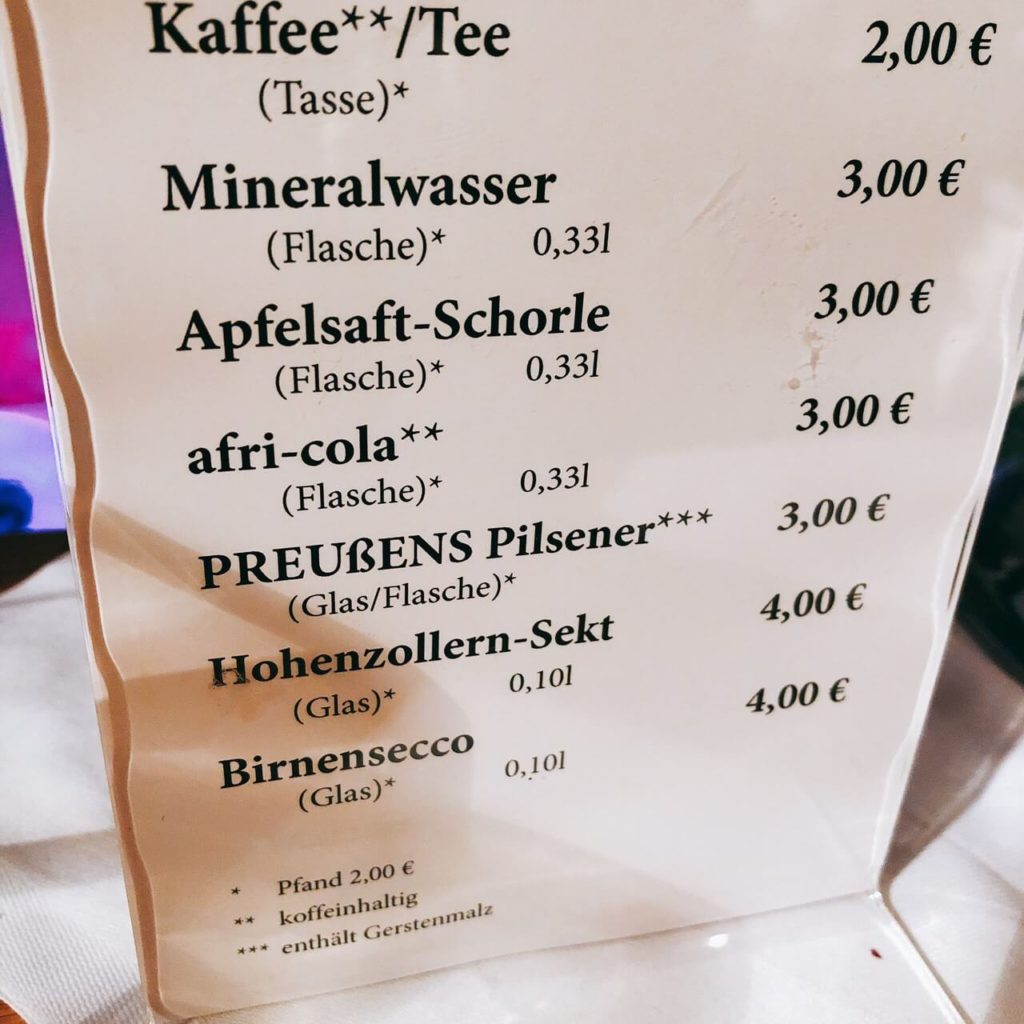 Kaffee**/Tee 2,00 €
(Tasse)*
Mineralwasser 3,00 €
(Flasche)* 0,33l
Apfelsaft-Schorle 3,00 €
(Flasche)* 0,33l
afri-cola** 3,00 €
(Flasche)* 0,33l
PREUßENS Pilsener*** 3,00 €
(Glas/Flasche)*
Hohenzollern-Sekt 4,00 €
(Glas)* 0,10l
Birnensecco 4,00 €
(Glas)* 0,10l
* Pfand 2,00 €
** koffeinhaltig
*** enthält Gerstenmalz